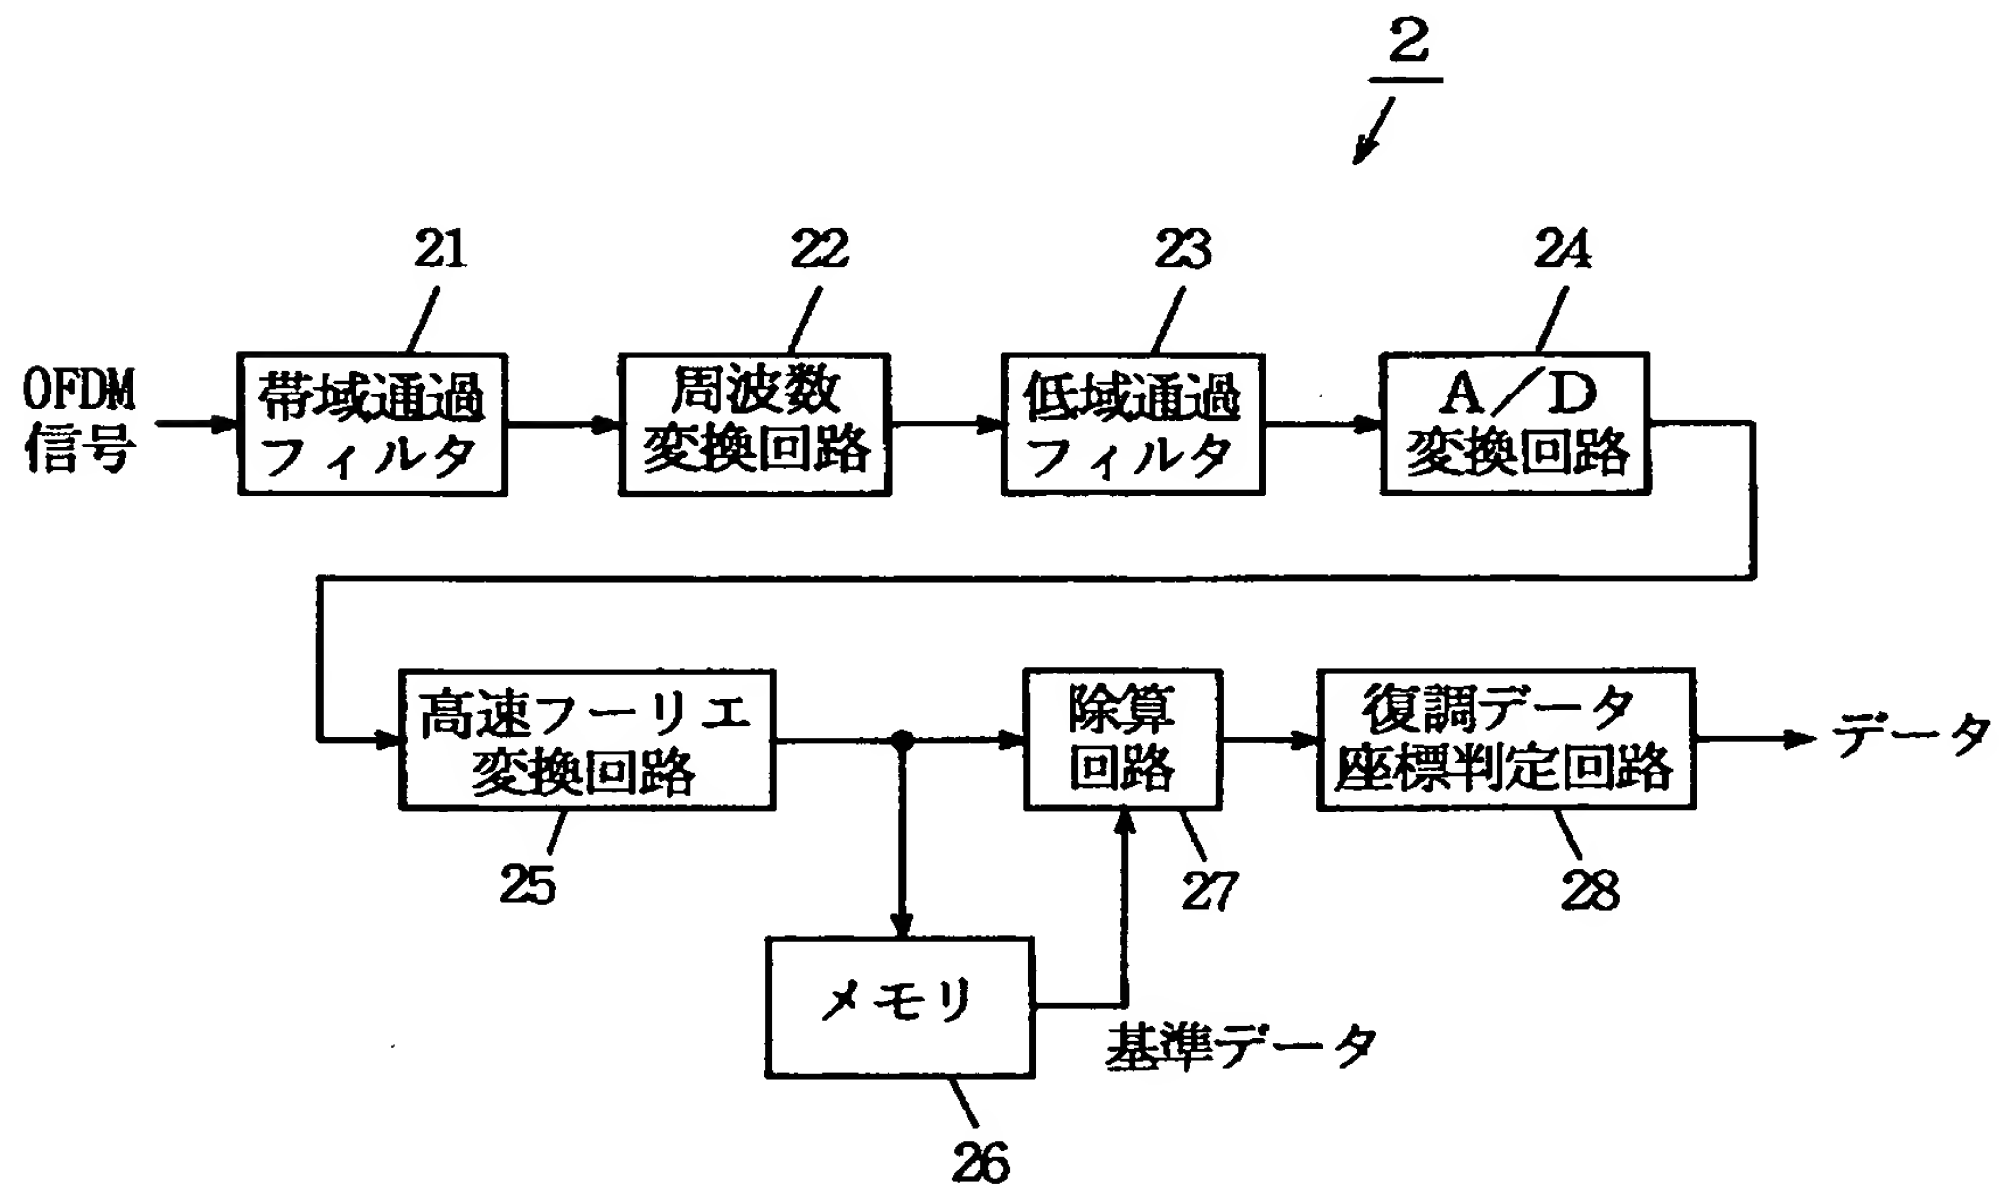 2
21
22
23
24
OFDM
信号
帯域通過
フィルタ
周波数
変換回路
低域通過
フィルタ
A／D
変換回路
高速フーリエ
変換回路
除算
回路
復調データ
座標判定回路
データ
25
27
28
メモリ
基準データ
26